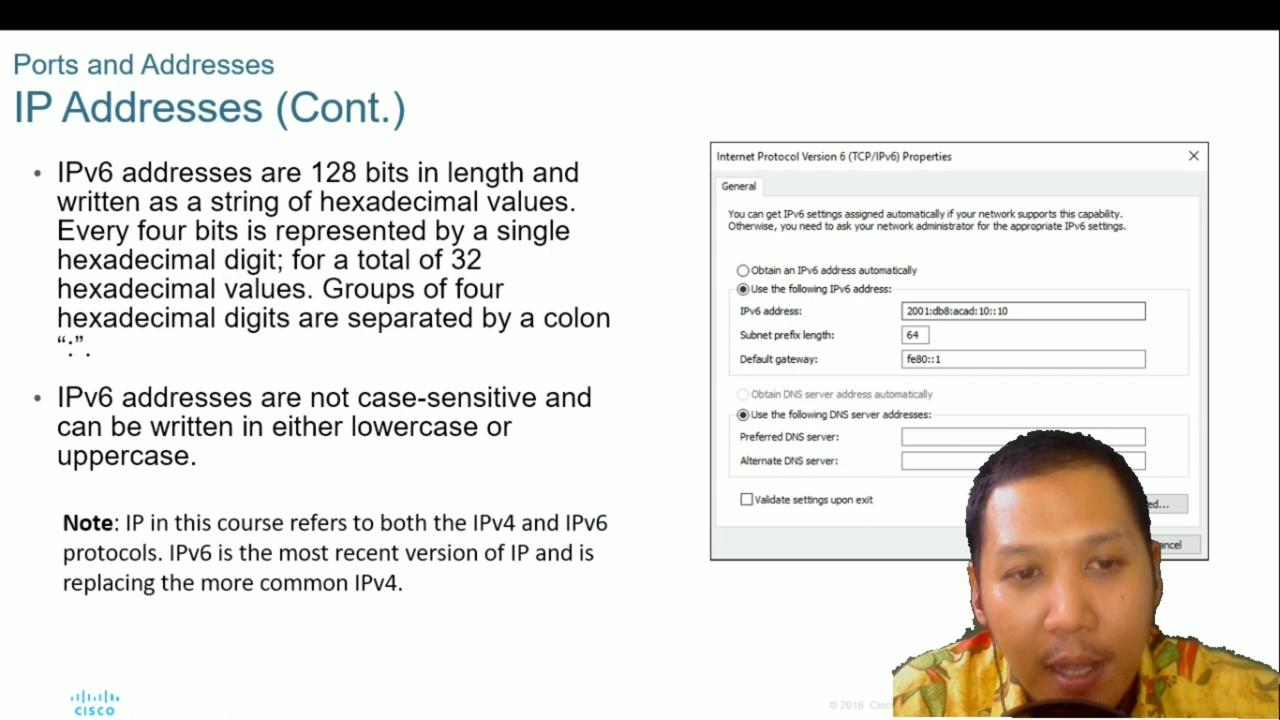 Ports and Addresses
IP Addresses (Cont.)
• IPv6 addresses are 128 bits in length and
written as a string of hexadecimal values.
Every four bits is represented by a single
hexadecimal digit; for a total of 32
hexadecimal values. Groups of four
hexadecimal digits are separated by a colon
“:”.
• IPv6 addresses are not case-sensitive and
can be written in either lowercase or
uppercase.
Note: IP in this course refers to both the IPv4 and IPv6
protocols. IPv6 is the most recent version of IP and is
replacing the more common IPv4.
Internet Protocol Version 6 (TCP/IPv6) Properties
General
You can get IPv6 settings assigned automatically if your network supports this capability.
Otherwise, you need to ask your network administrator for the appropriate IPv6 settings.
Obtain an IPv6 address automatically
Use the following IPv6 address:
IPv6 address: 2001:db8:acad:10::10
Subnet prefix length: 64
Default gateway: fe80::1
Obtain DNS server address automatically
Use the following DNS server addresses:
Preferred DNS server:
Alternate DNS server:
Validate settings upon exit
CISCO
© 2016